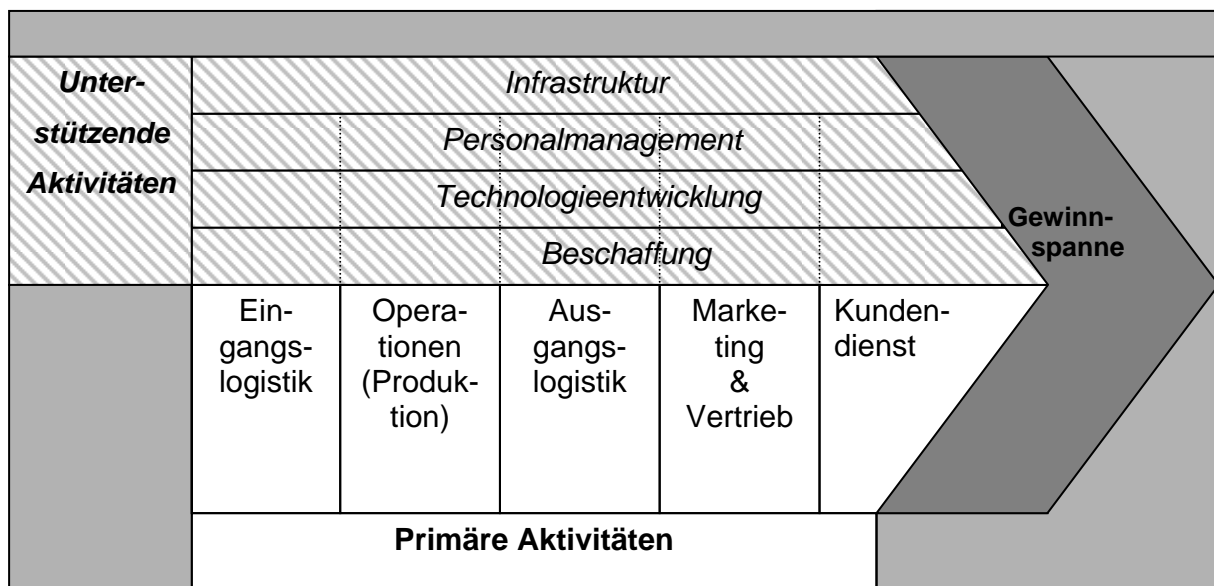 Unter-
stützende
Aktivitäten
Infrastruktur
Personalmanagement
Technologieentwicklung
Beschaffung
Gewinn-
spanne
Ein-
gangs-
logistik
Opera-
tionen
(Produk-
tion)
Aus-
gangs-
logistik
Marke-
ting
&
Vertrieb
Kunden-
dienst
Primäre Aktivitäten